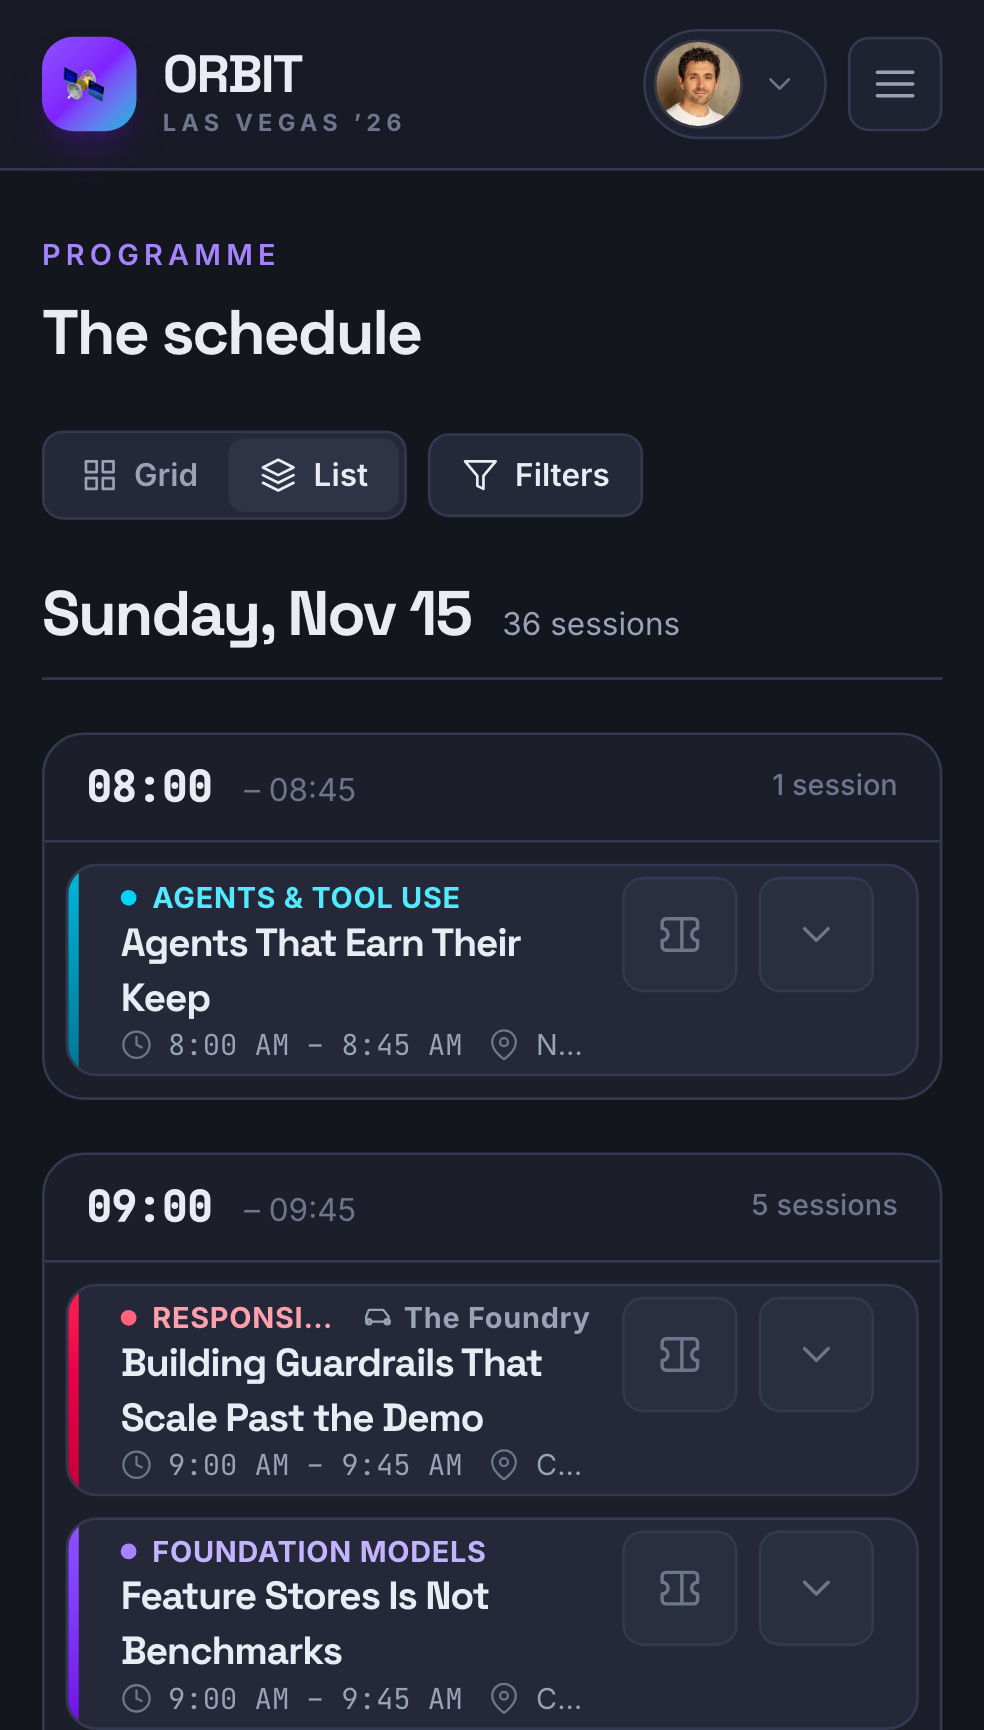 ORBIT
LAS VEGAS ’26
PROGRAMME
The schedule
Grid
List
Filters
Sunday, Nov 15 36 sessions
08:00 – 08:45 1 session
AGENTS & TOOL USE
Agents That Earn Their
Keep
8:00 AM – 8:45 AM N...
09:00 – 09:45 5 sessions
RESPONSI... The Foundry
Building Guardrails That
Scale Past the Demo
9:00 AM – 9:45 AM C...
FOUNDATION MODELS
Feature Stores Is Not
Benchmarks
9:00 AM – 9:45 AM C...